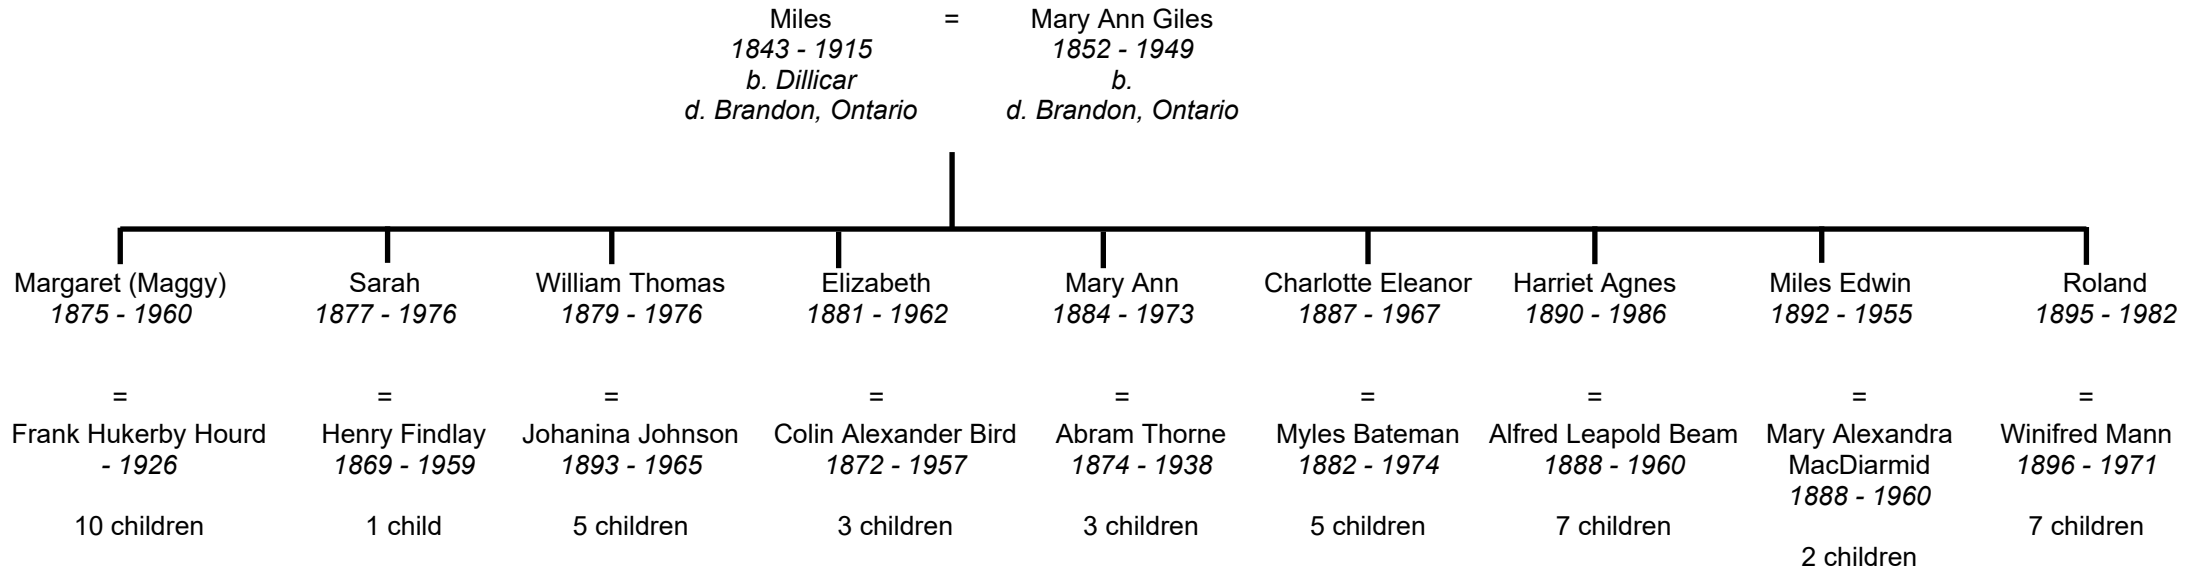 Miles = Mary Ann Giles
1843 - 1915 1852 - 1949
b. Dillicar b.
d. Brandon, Ontario d. Brandon, Ontario
Margaret (Maggy) Sarah William Thomas Elizabeth Mary Ann Charlotte Eleanor Harriet Agnes Miles Edwin Roland
1875 - 1960 1877 - 1976 1879 - 1976 1881 - 1962 1884 - 1973 1887 - 1967 1890 - 1986 1892 - 1955 1895 - 1982
= = = = = = = = =
Frank Hukerby Hourd Henry Findlay Johanina Johnson Colin Alexander Bird Abram Thorne Myles Bateman Alfred Leapold Beam Mary Alexandra Winifred Mann
- 1926 1869 - 1959 1893 - 1965 1872 - 1957 1874 - 1938 1882 - 1974 1888 - 1960 MacDiarmid 1896 - 1971
1888 - 1960
10 children 1 child 5 children 3 children 3 children 5 children 7 children 7 children
2 children